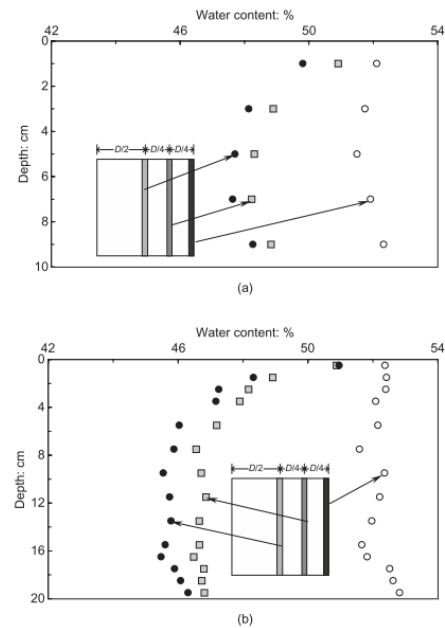 Water content: %
42 46 50 54
0
2
4
6
8
10
Depth: cm
D/2 D/4 D/4
(a)
Water content: %
42 46 50 54
0
4
8
12
16
20
Depth: cm
D/2 D/4 D/4
(b)